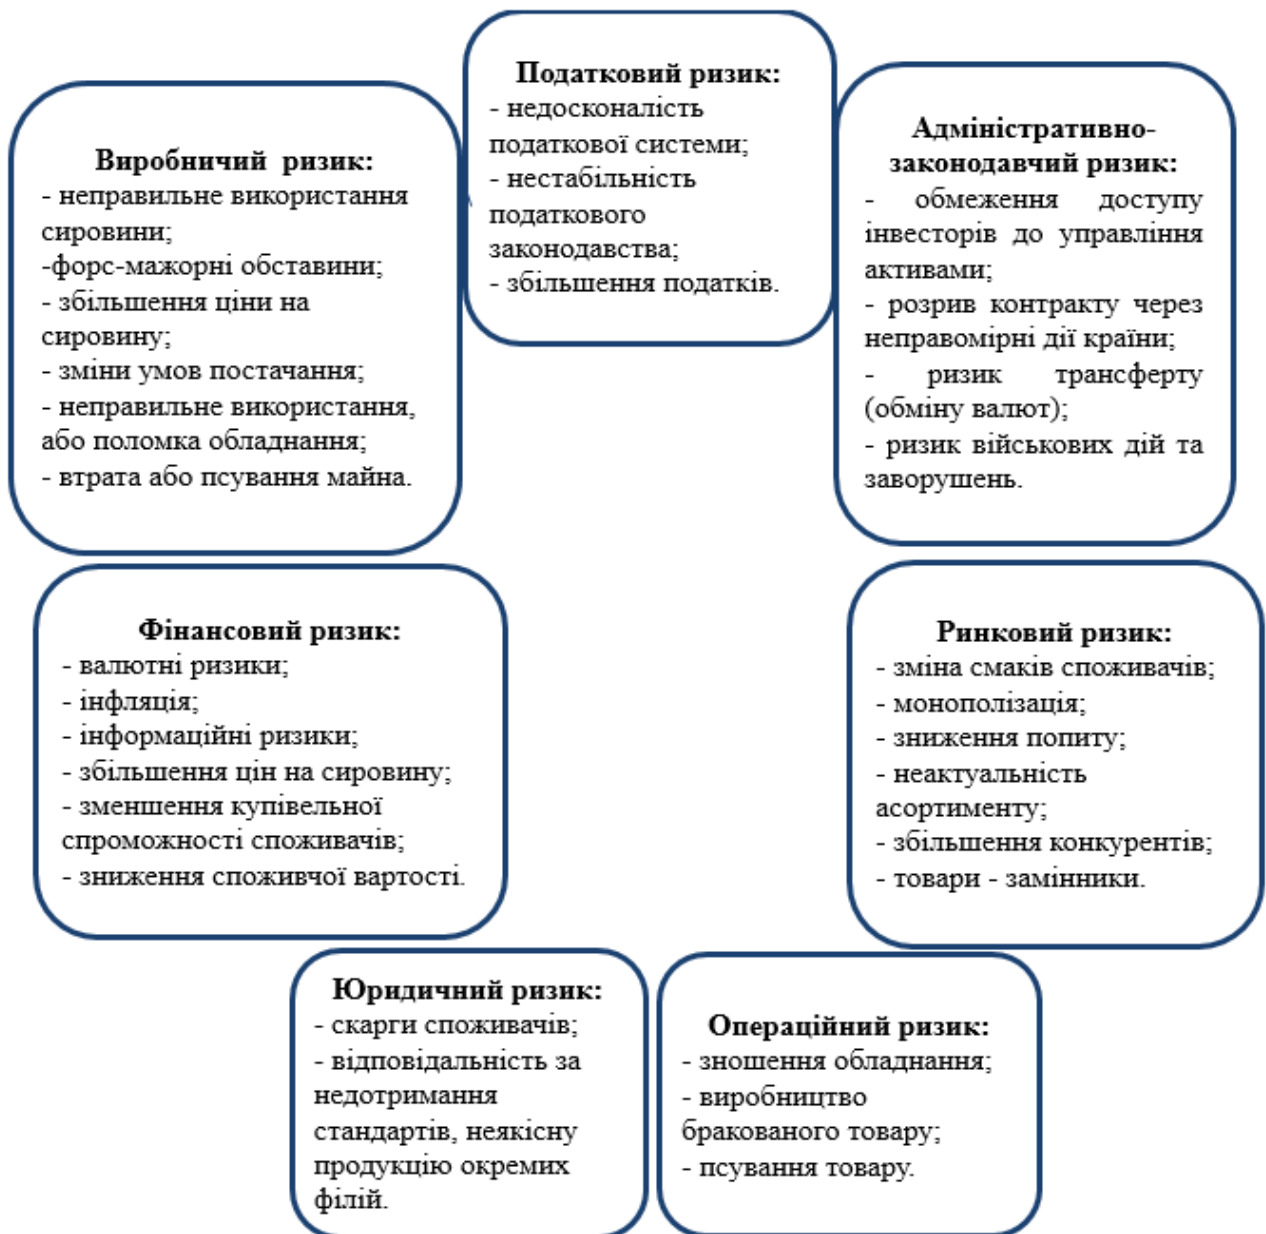 Податковий ризик:
- недосконалість
податкової системи;
- нестабільність
податкового
законодавства;
- збільшення податків.
Виробничий ризик:
- неправильне використання
сировини;
-форс-мажорні обставини;
- збільшення ціни на
сировину;
- зміни умов постачання;
- неправильне використання,
або поломка обладнання;
- втрата або псування майна.
Адміністративно-
законодавчий ризик:
- обмеження доступу
інвесторів до управління
активами;
- розрив контракту через
неправомірні дії країни;
- ризик трансферту
(обміну валют);
- ризик військових дій та
заворушень.
Фінансовий ризик:
- валютні ризики;
- інфляція;
- інформаційні ризики;
- збільшення цін на сировину;
- зменшення купівельної
спроможності споживачів;
- зниження споживчої вартості.
Ринковий ризик:
- зміна смаків споживачів;
- монополізація;
- зниження попиту;
- неактуальність
асортименту;
- збільшення конкурентів;
- товари - замінники.
Юридичний ризик:
- скарги споживачів;
- відповідальність за
недотримання
стандартів, неякісну
продукцію окремих
філій.
Операційний ризик:
- зношення обладнання;
- виробництво
бракованого товару;
- псування товару.